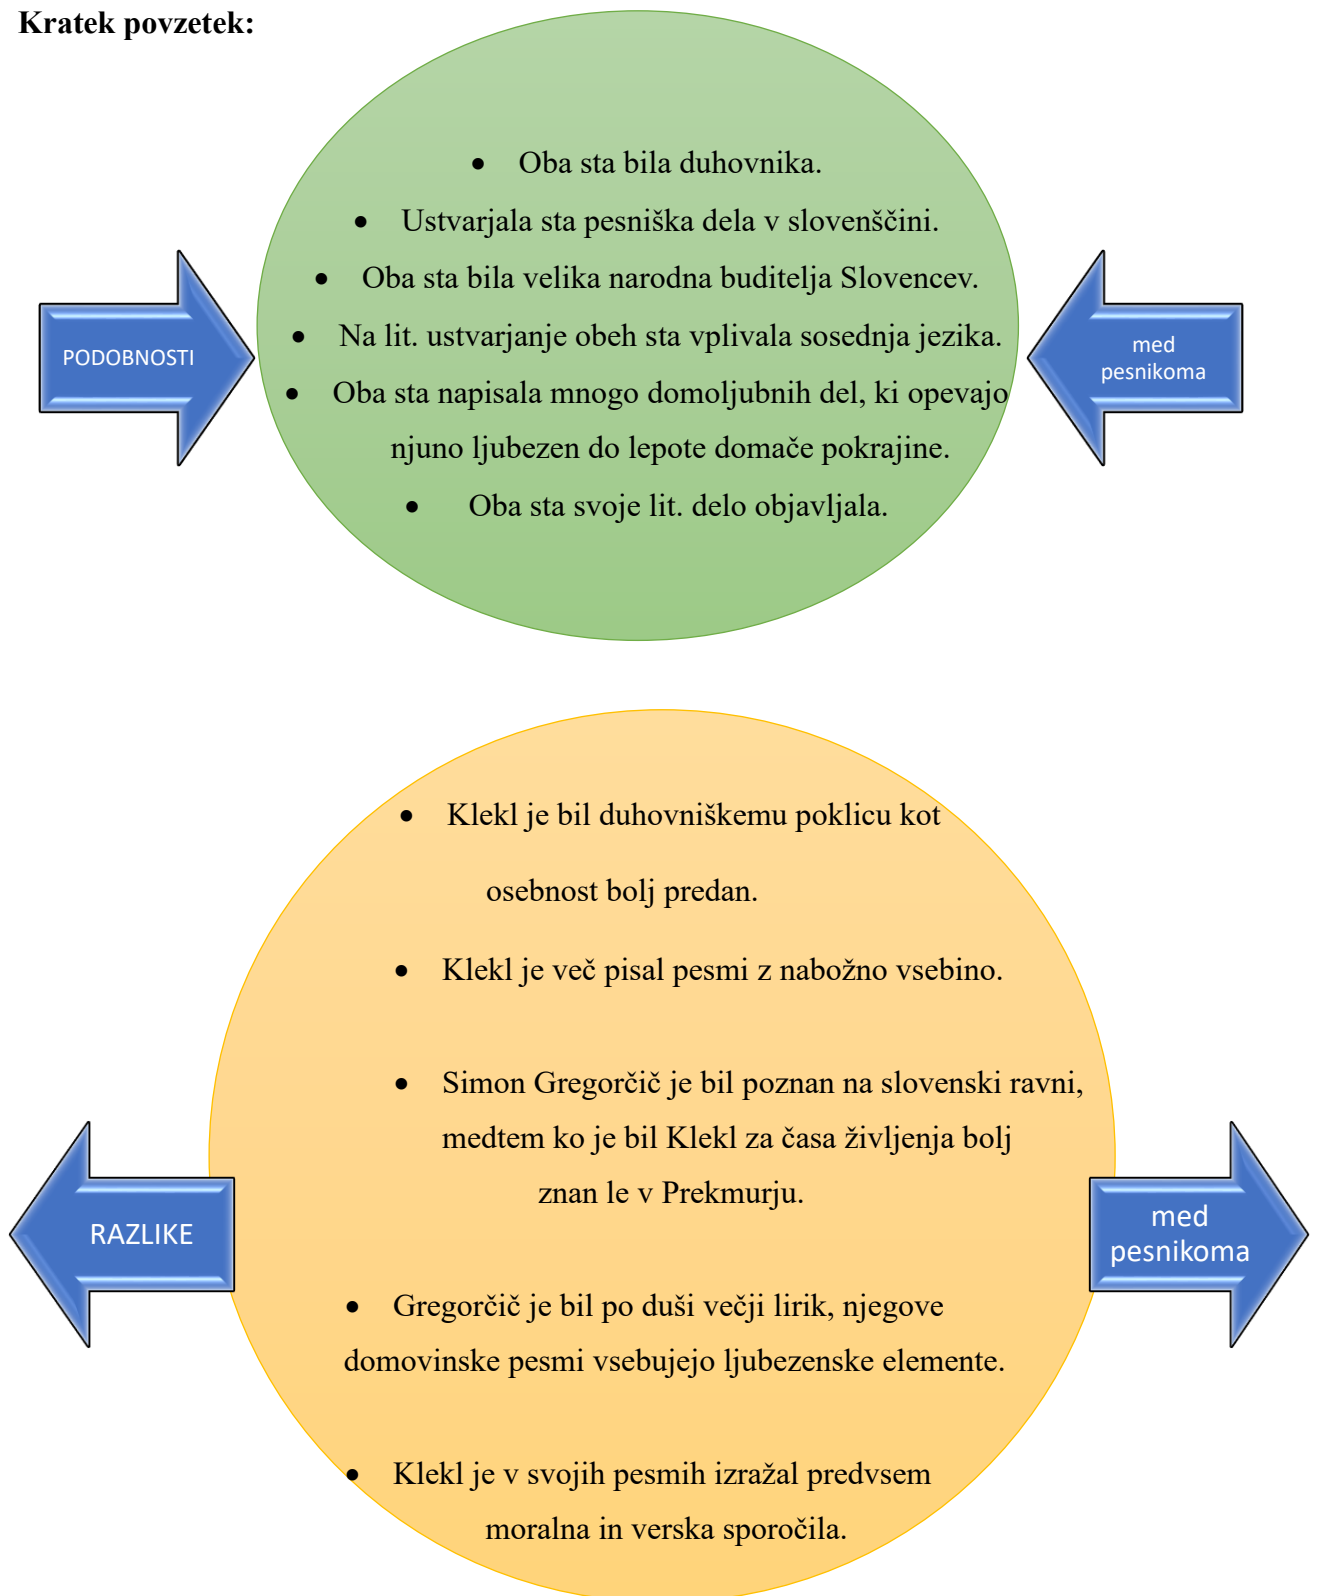 Kratek povzetek:
• Oba sta bila duhovnika.
• Ustvarjala sta pesniška dela v slovenščini.
• Oba sta bila velika narodna buditelja Slovencev.
• Na lit. ustvarjanje obeh sta vplivala sosednja jezika.
• Oba sta napisala mnogo domoljubnih del, ki opevajo
njuno ljubezen do lepote domače pokrajine.
• Oba sta svoje lit. delo objavljala.
PODOBNOSTI
med
pesnikoma
• Klekl je bil duhovniškemu poklicu kot
osebnost bolj predan.
• Klekl je več pisal pesmi z nabožno vsebino.
• Simon Gregorčič je bil poznan na slovenski ravni,
medtem ko je bil Klekl za časa življenja bolj
znan le v Prekmurju.
• Gregorčič je bil po duši večji lirik, njegove
domovinske pesmi vsebujejo ljubezenske elemente.
• Klekl je v svojih pesmih izražal predvsem
moralna in verska sporočila.
RAZLIKE
med
pesnikoma